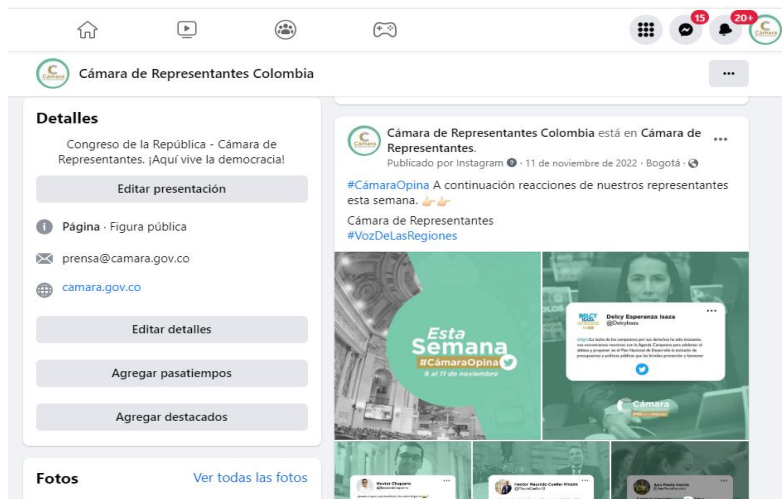 15
20+
Cámara de Representantes Colombia
Detalles
Congreso de la República - Cámara de
Representantes. ¡Aquí vive la democracia!
Editar presentación
Página · Figura pública
prensa@camara.gov.co
camara.gov.co
Editar detalles
Agregar pasatiempos
Agregar destacados
Fotos
Ver todas las fotos
Cámara de Representantes Colombia está en Cámara de
Representantes.
Publicado por Instagram · 11 de noviembre de 2022 · Bogotá ·
#CámaraOpina A continuación reacciones de nuestros representantes
esta semana.
Cámara de Representantes
#VozDeLasRegiones
Esta
Semana
#CámaraOpina
8 al 11 de noviembre
Delcy Esperanza Isaza
@DelcyIsaza
Cámara